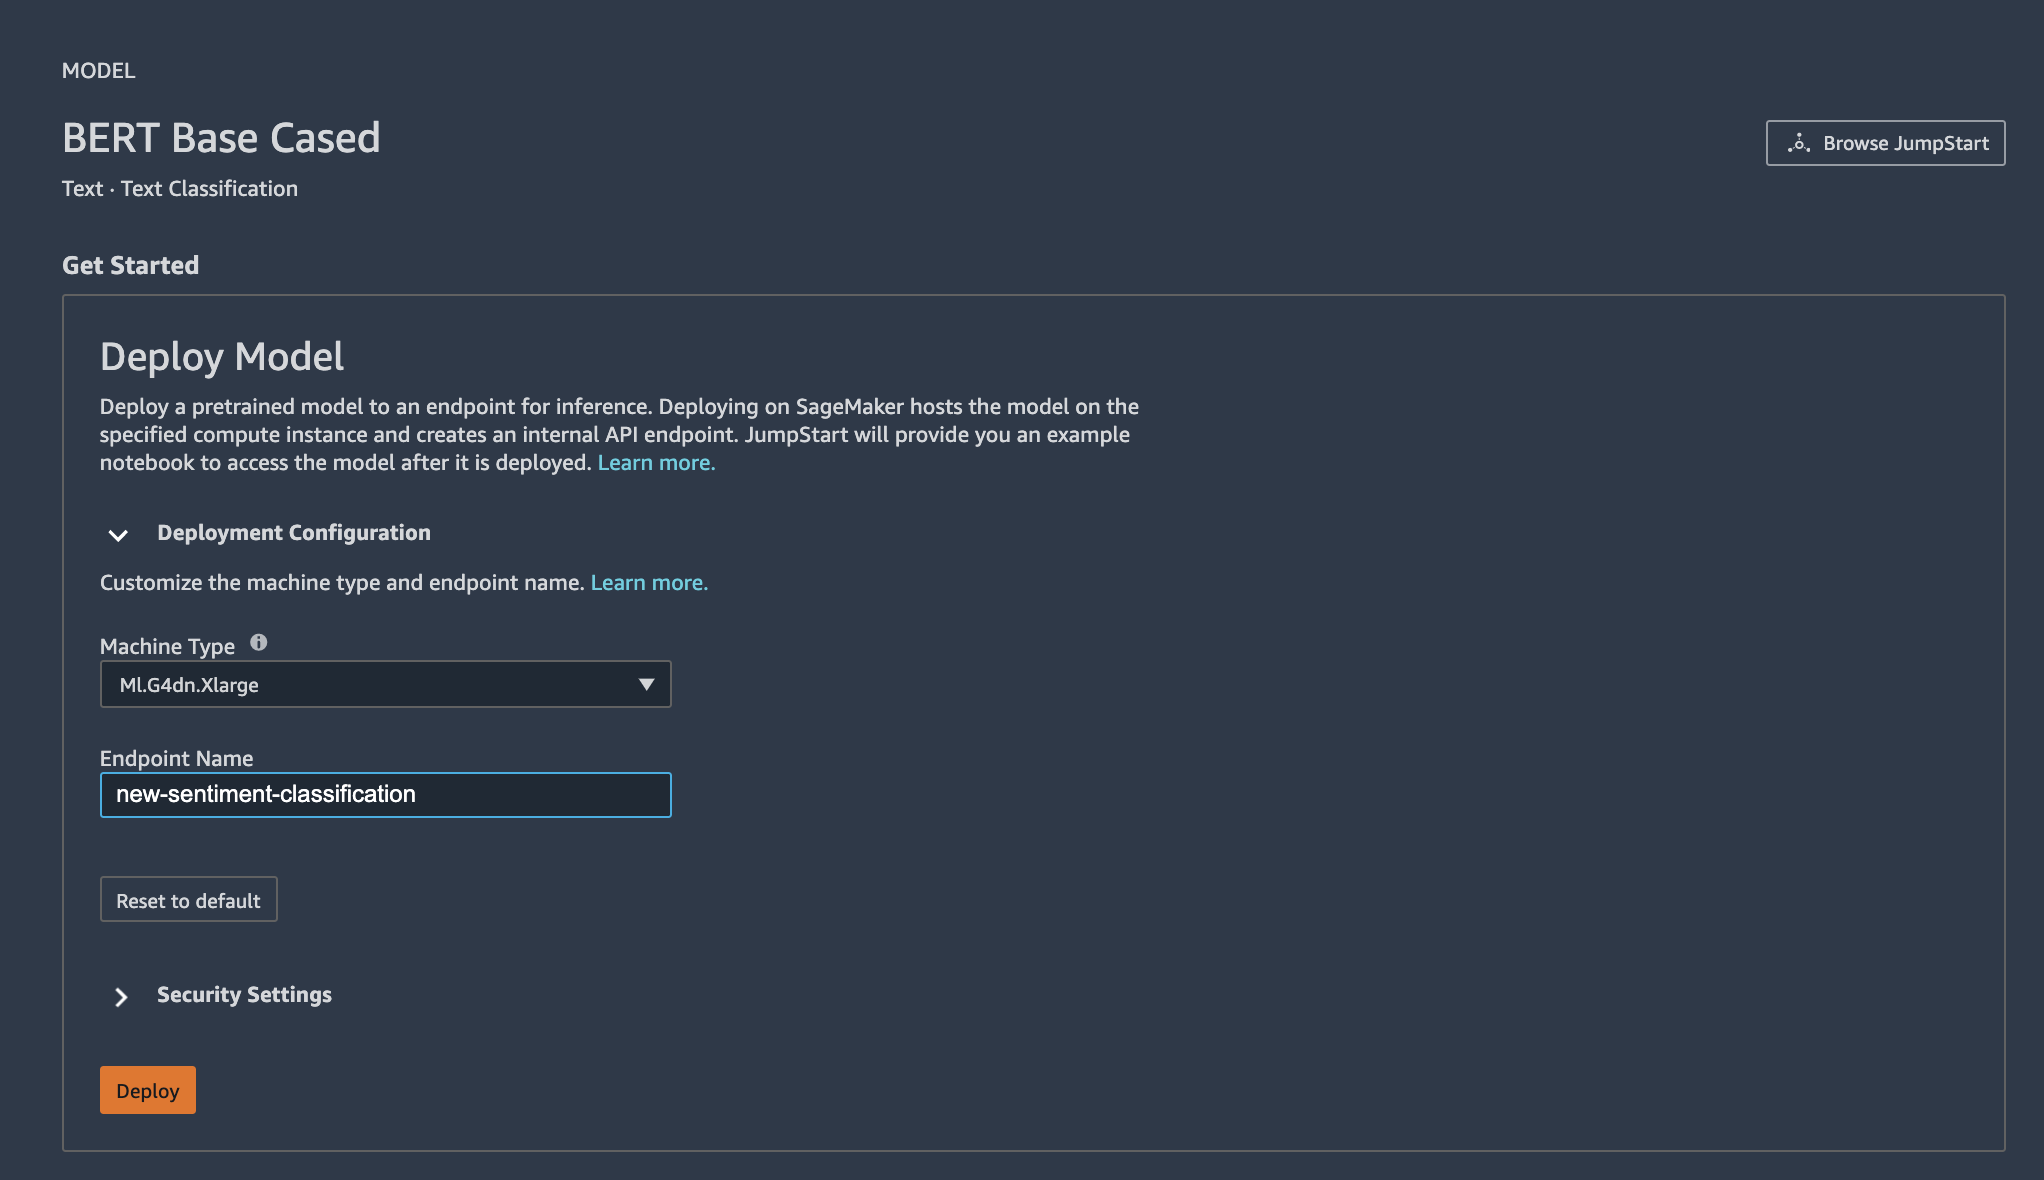 MODEL
BERT Base Cased
Browse JumpStart
Text · Text Classification
Get Started
Deploy Model
Deploy a pretrained model to an endpoint for inference. Deploying on SageMaker hosts the model on the
specified compute instance and creates an internal API endpoint. JumpStart will provide you an example
notebook to access the model after it is deployed. Learn more.
Deployment Configuration
Customize the machine type and endpoint name. Learn more.
Machine Type
Ml.G4dn.Xlarge
Endpoint Name
new-sentiment-classification
Reset to default
Security Settings
Deploy